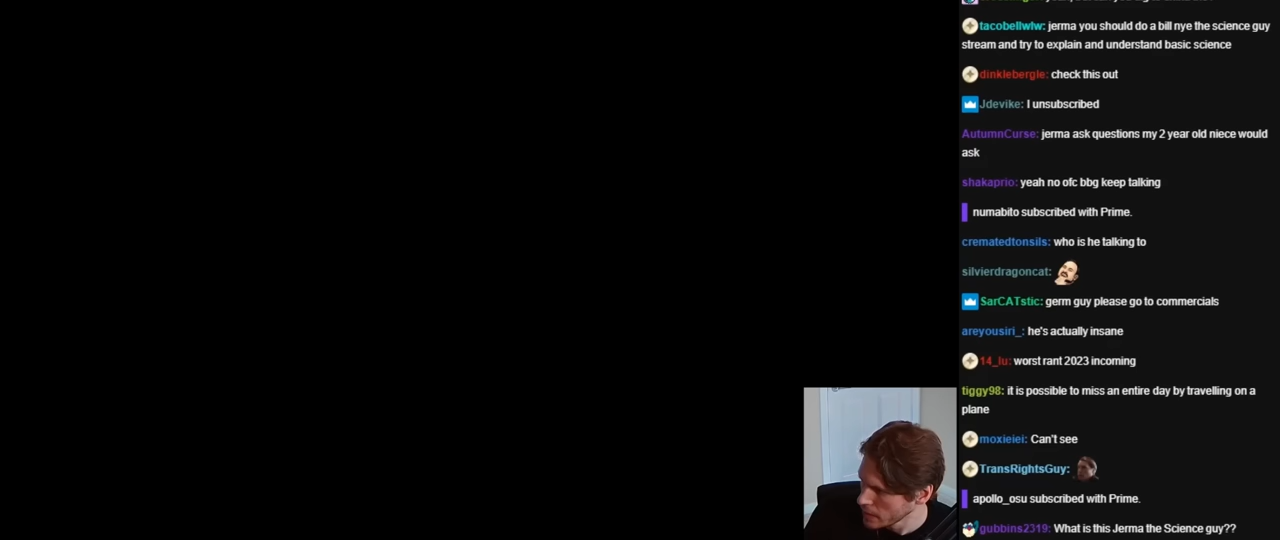 tacobellwlw: jerma you should do a bill nye the science guy
stream and try to explain and understand basic science
dinklebergle: check this out
Jdevike: I unsubscribed
AutumnCurse: jerma ask questions my 2 year old niece would
ask
shakaprio: yeah no ofc bbg keep talking
numabito subscribed with Prime.
crematedtonsils: who is he talking to
silvierdragoncat:
SarCATstic: germ guy please go to commercials
areyousiri_: he's actually insane
14_lu: worst rant 2023 incoming
tiggy98: it is possible to miss an entire day by travelling on a
plane
moxieiei: Can't see
TransRightsGuy:
apollo_osu subscribed with Prime.
gubbins2319: What is this Jerma the Science guy??